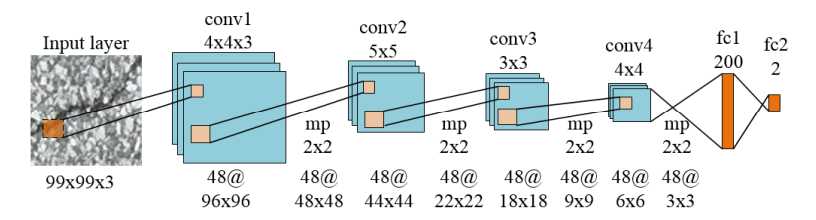 Input layer
99x99x3
conv1
4x4x3
48@
96x96
mp
2x2
48@
48x48
conv2
5x5
48@
44x44
mp
2x2
48@
22x22
conv3
3x3
48@
18x18
mp
2x2
48@
9x9
conv4
4x4
48@
6x6
mp
2x2
48@
3x3
fc1
200
fc2
2